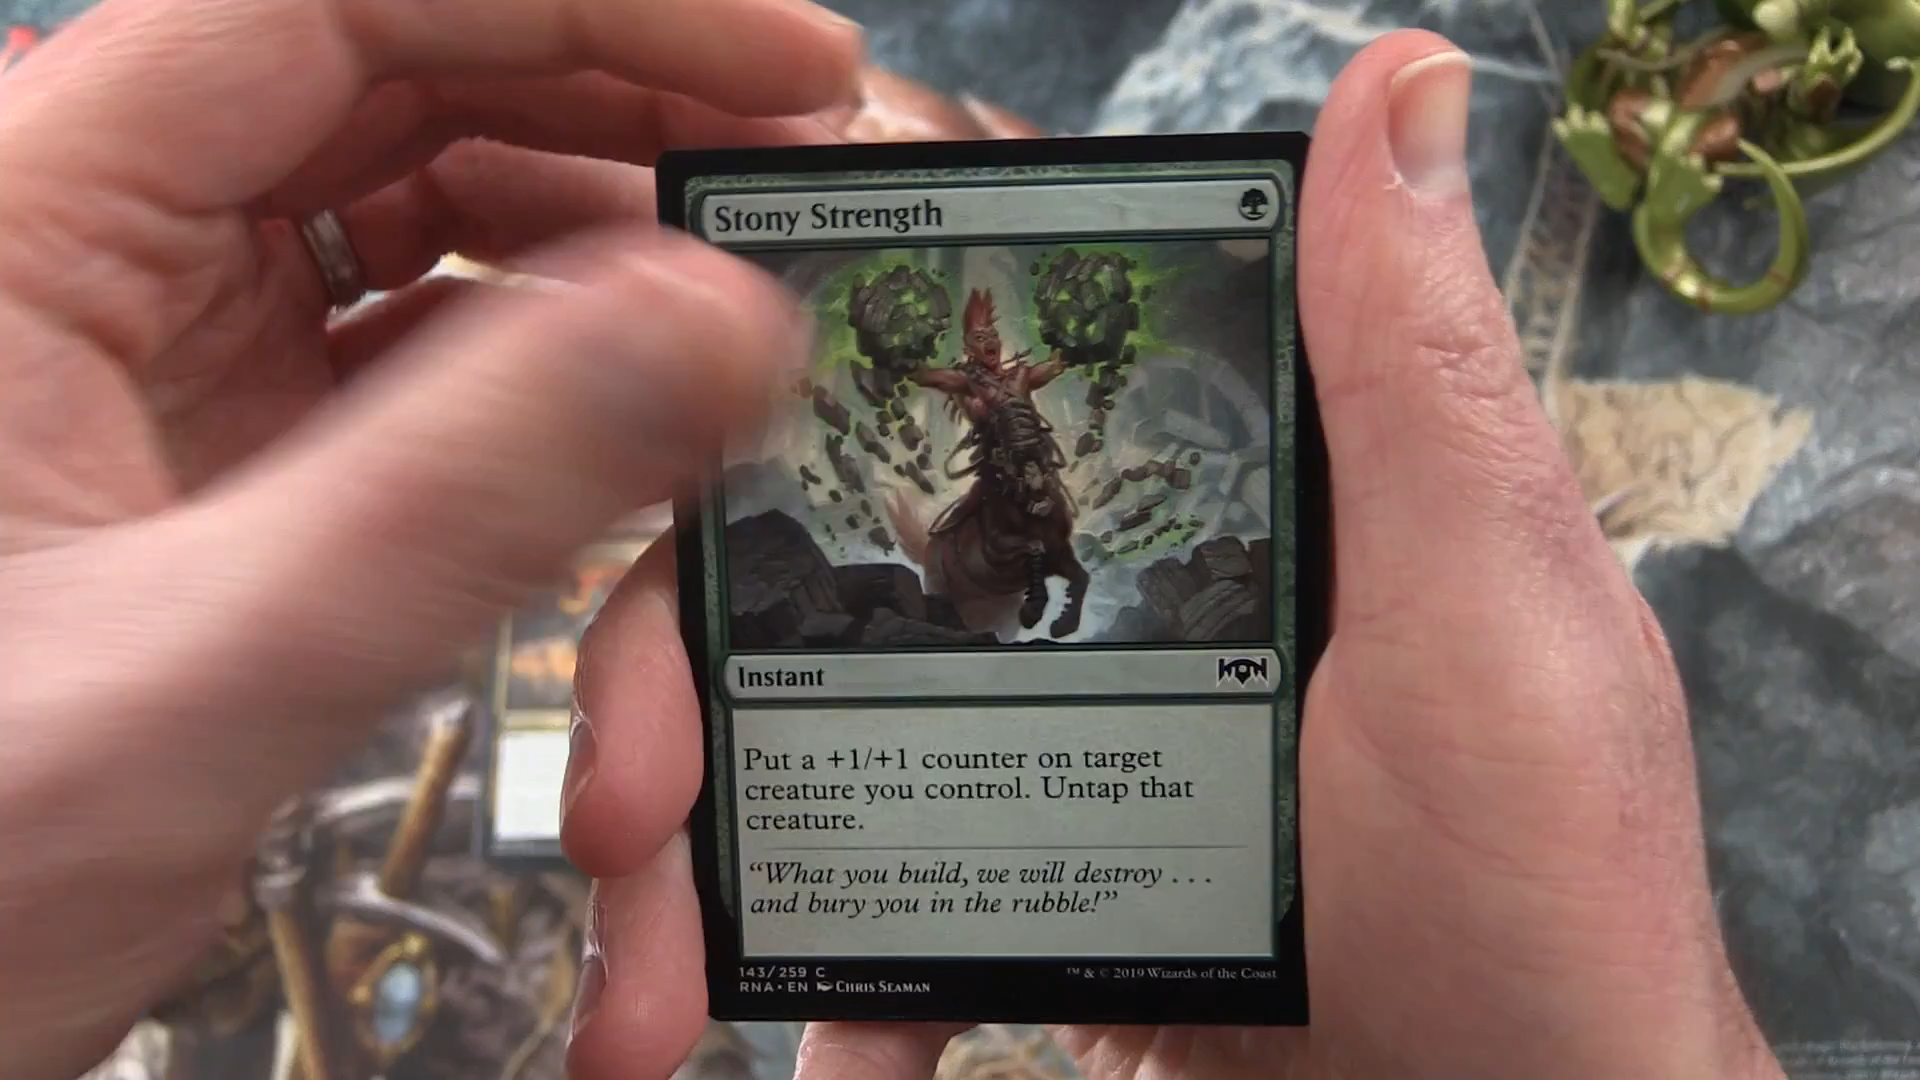 Stony Strength
Instant
Put a +1/+1 counter on target
creature you control. Untap that
creature.
“What you build, we will destroy . . .
and bury you in the rubble!”
143/259 C
RNA • EN Chris Seaman
™ & © 2019 Wizards of the Coast